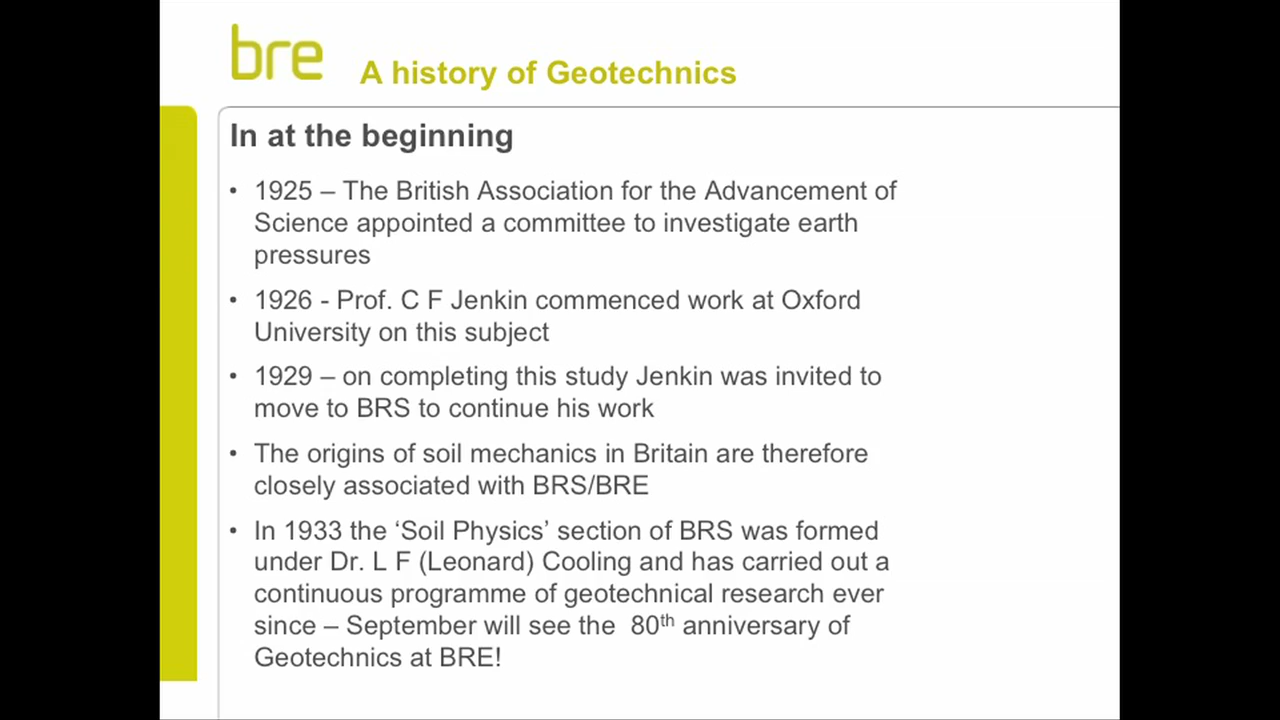 bre
A history of Geotechnics
In at the beginning
• 1925 – The British Association for the Advancement of
Science appointed a committee to investigate earth
pressures
• 1926 - Prof. C F Jenkin commenced work at Oxford
University on this subject
• 1929 – on completing this study Jenkin was invited to
move to BRS to continue his work
• The origins of soil mechanics in Britain are therefore
closely associated with BRS/BRE
• In 1933 the ‘Soil Physics’ section of BRS was formed
under Dr. L F (Leonard) Cooling and has carried out a
continuous programme of geotechnical research ever
since – September will see the 80th anniversary of
Geotechnics at BRE!